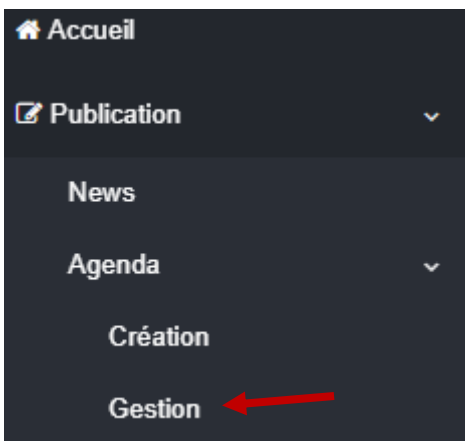 Accueil
Publication
News
Agenda
Création
Gestion